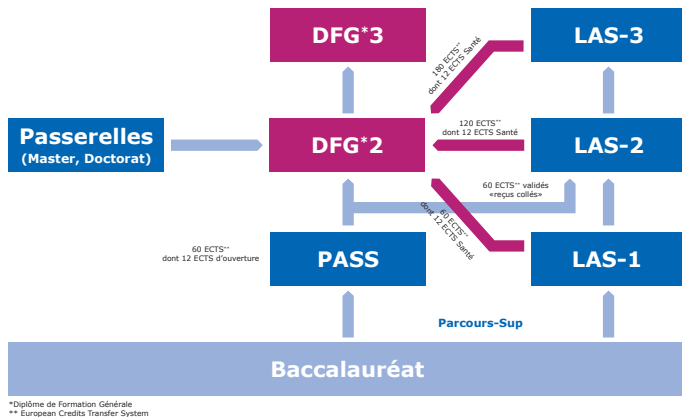 DFG*3
LAS-3
180 ECTS**
dont 12 ECTS Santé
Passerelles
(Master, Doctorat)
DFG*2
120 ECTS**
dont 12 ECTS Santé
LAS-2
60 ECTS** validés
«reçus collés»
60 ECTS**
dont 12 ECTS Santé
60 ECTS**
dont 12 ECTS d'ouverture
PASS
LAS-1
Parcours-Sup
Baccalauréat
*Diplôme de Formation Générale
** European Credits Transfer System